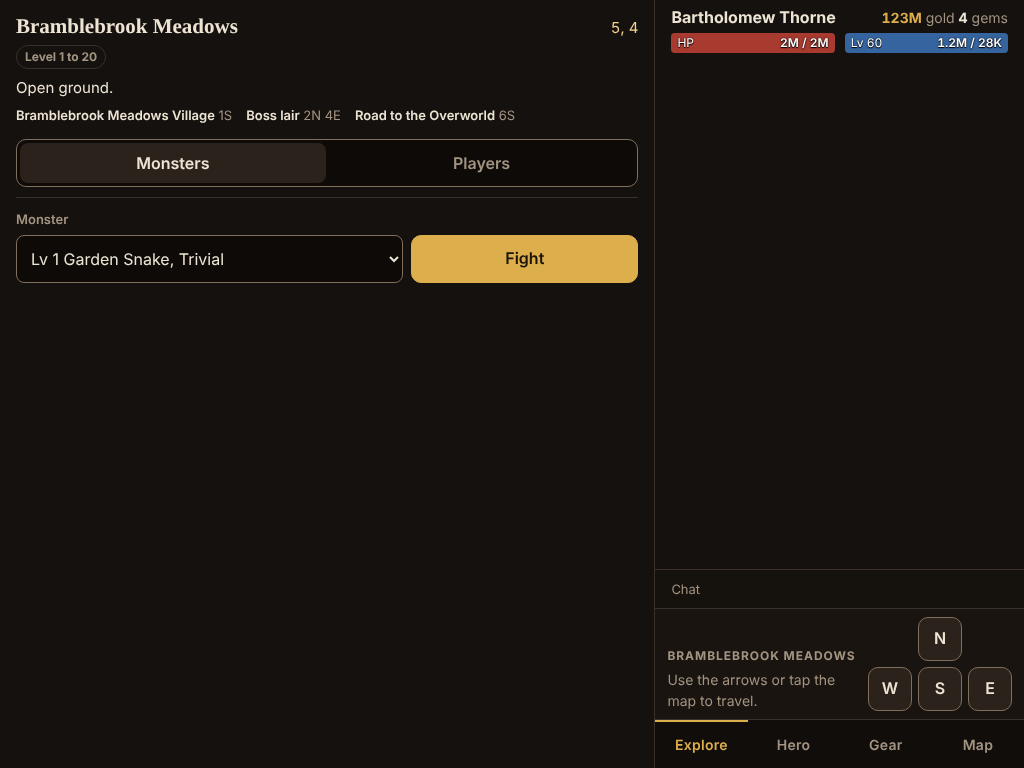 Bramblebrook Meadows
5, 4
Level 1 to 20
Open ground.
Bramblebrook Meadows Village 1S Boss lair 2N 4E Road to the Overworld 6S
Monsters
Players
Monster
Lv 1 Garden Snake, Trivial
Fight
Bartholomew Thorne
123M gold 4 gems
HP 2M / 2M
Lv 60 1.2M / 28K
Chat
N
BRAMBLEBROOK MEADOWS
Use the arrows or tap the
map to travel.
W S E
Explore Hero Gear Map